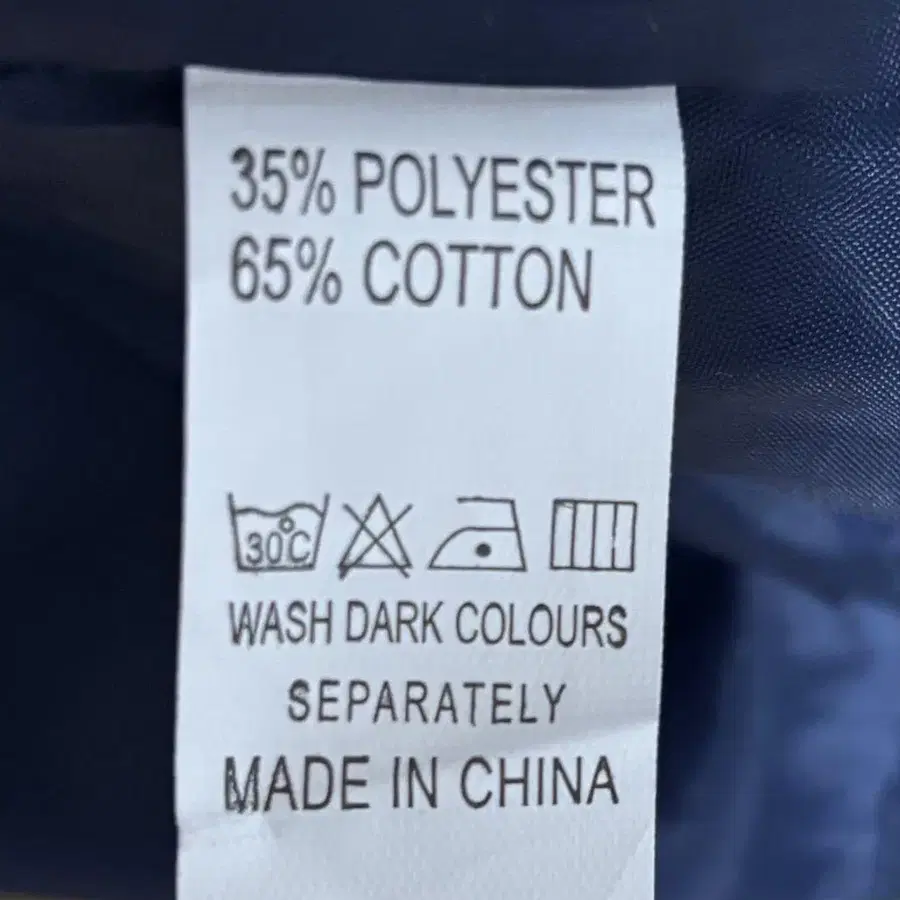 35% POLYESTER
65% COTTON
30°C
WASH DARK COLOURS
SEPARATELY
MADE IN CHINA